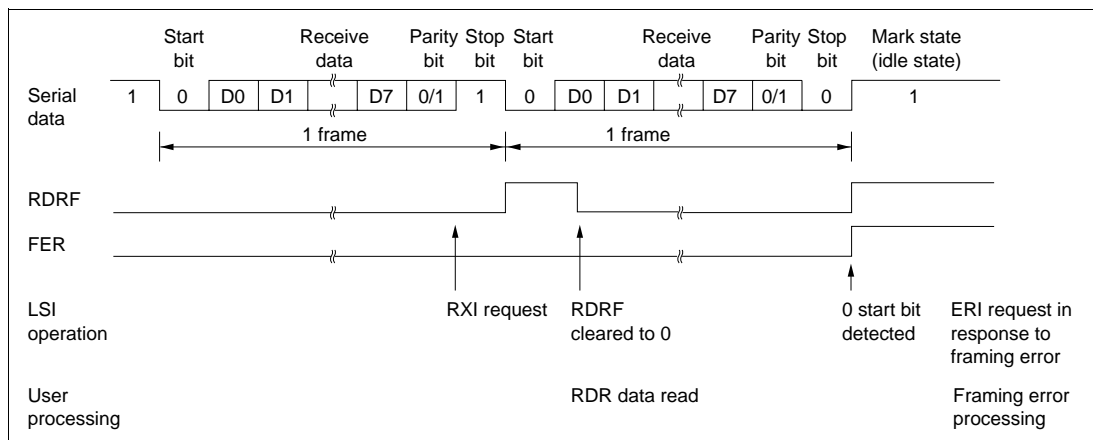 Start bit Receive data Parity bit Stop bit Start bit Receive data Parity bit Stop bit Mark state (idle state)
Serial data 1 0 D0 D1 D7 0/1 1 0 D0 D1 D7 0/1 0 1
1 frame 1 frame
RDRF
FER
LSI operation RXI request RDRF cleared to 0 0 start bit detected ERI request in response to framing error
User processing RDR data read Framing error processing